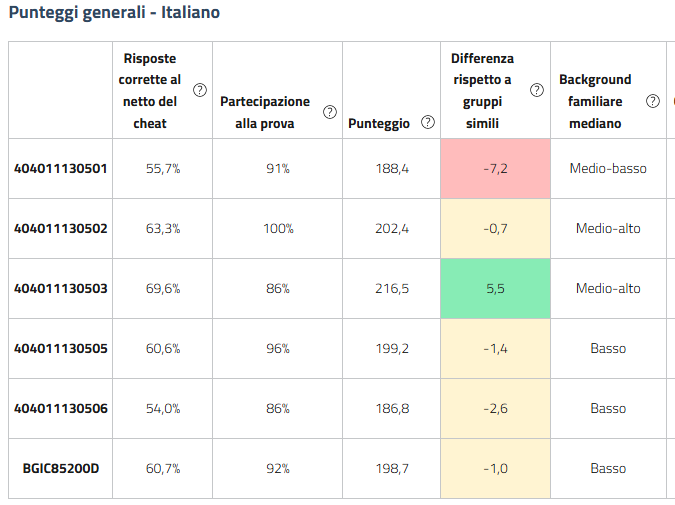 Punteggi generali - Italiano
Risposte corrette al netto del cheat ? Partecipazione alla prova ? Punteggio ? Differenza rispetto a gruppi simili ? Background familiare mediano ?
404011130501 55,7% 91% 188,4 -7,2 Medio-basso
404011130502 63,3% 100% 202,4 -0,7 Medio-alto
404011130503 69,6% 86% 216,5 5,5 Medio-alto
404011130505 60,6% 96% 199,2 -1,4 Basso
404011130506 54,0% 86% 186,8 -2,6 Basso
BGIC85200D 60,7% 92% 198,7 -1,0 Basso